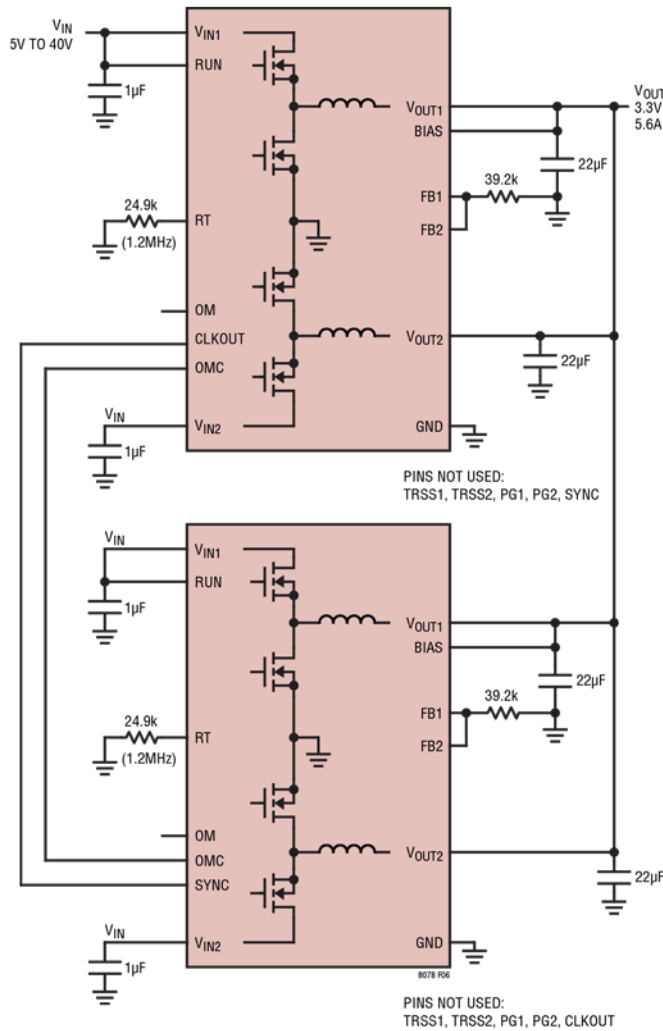 VIN
5V TO 40V
1µF
VIN1
RUN
24.9k
(1.2MHz)
RT
OM
CLKOUT
OMC
VIN
1µF
VIN2
VOUT1
BIAS
VOUT
3.3V
5.6A
22µF
39.2k
FB1
FB2
VOUT2
22µF
GND
PINS NOT USED:
TRSS1, TRSS2, PG1, PG2, SYNC
VIN
1µF
VIN1
RUN
24.9k
(1.2MHz)
RT
OM
OMC
SYNC
VIN
1µF
VIN2
VOUT1
BIAS
22µF
39.2k
FB1
FB2
VOUT2
22µF
GND
8078 F06
PINS NOT USED:
TRSS1, TRSS2, PG1, PG2, CLKOUT